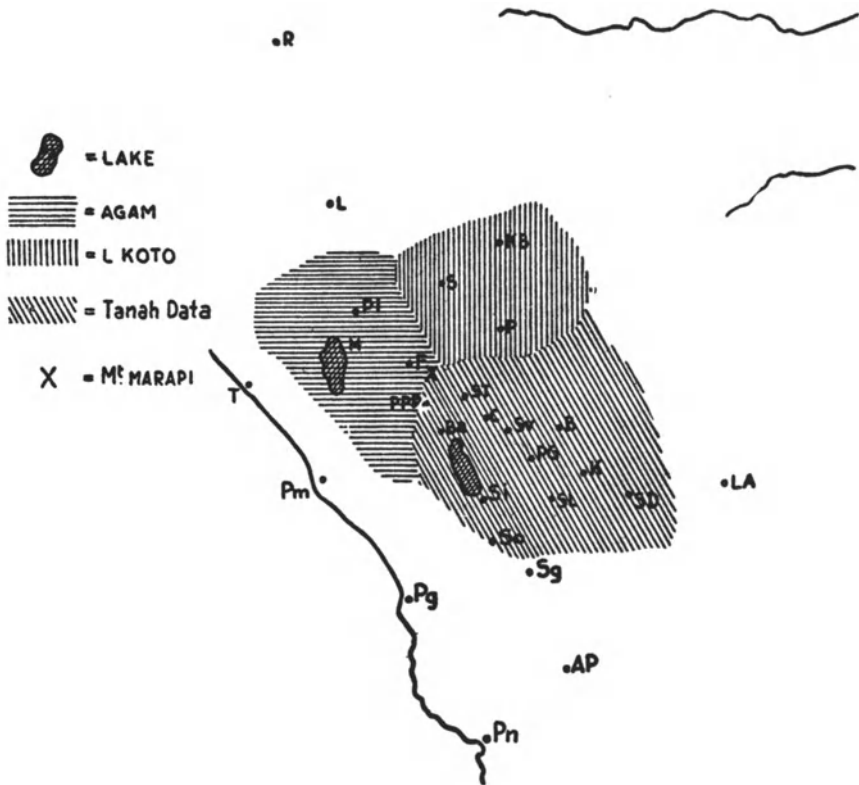 R
= LAKE
= AGAM
= L KOTO
= Tanah Data
X = Mt. MARAPI
L
KB
S
PI
P
M
F
X
T
ST
PPP
C
Ba
Sv
B
PG
K
LA
Pm
Si
SL
SD
So
Sg
Pg
AP
Pn